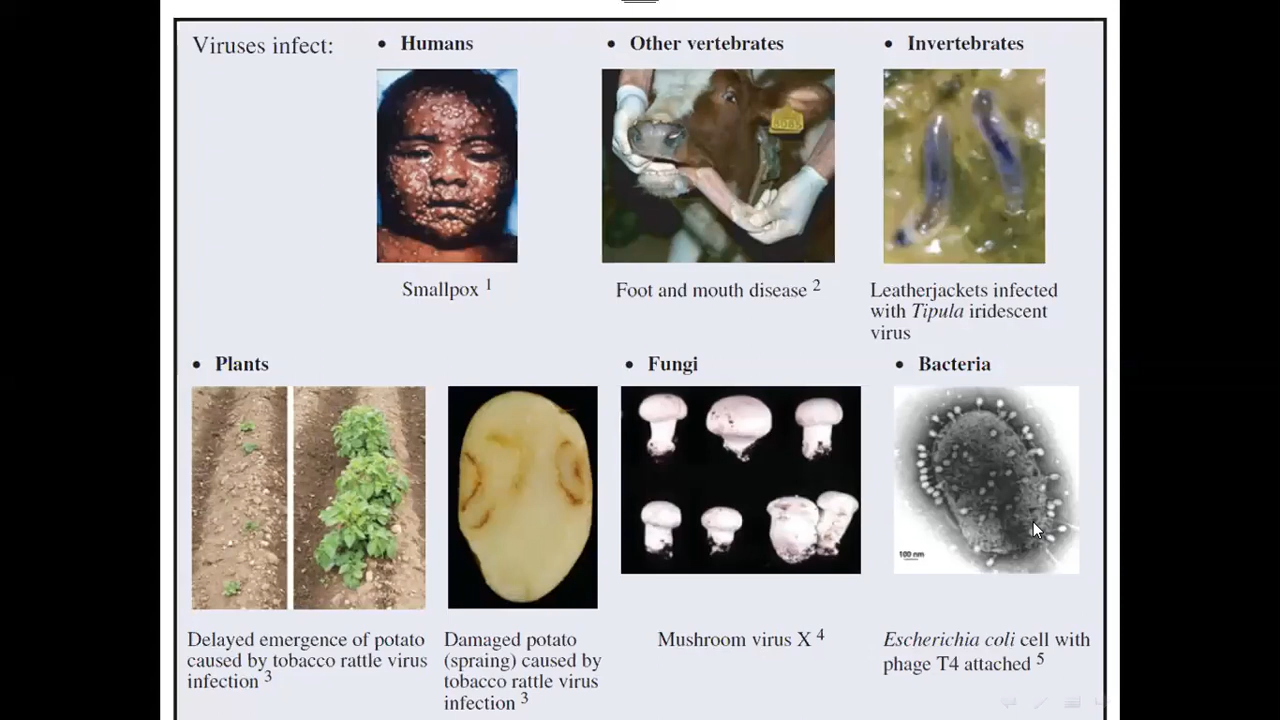 Viruses infect:
• Humans
• Other vertebrates
• Invertebrates
Smallpox 1
Foot and mouth disease 2
Leatherjackets infected
with Tipula iridescent
virus
• Plants
• Fungi
• Bacteria
100 nm
Delayed emergence of potato
caused by tobacco rattle virus
infection 3
Damaged potato
(spraing) caused by
tobacco rattle virus
infection 3
Mushroom virus X 4
Escherichia coli cell with
phage T4 attached 5